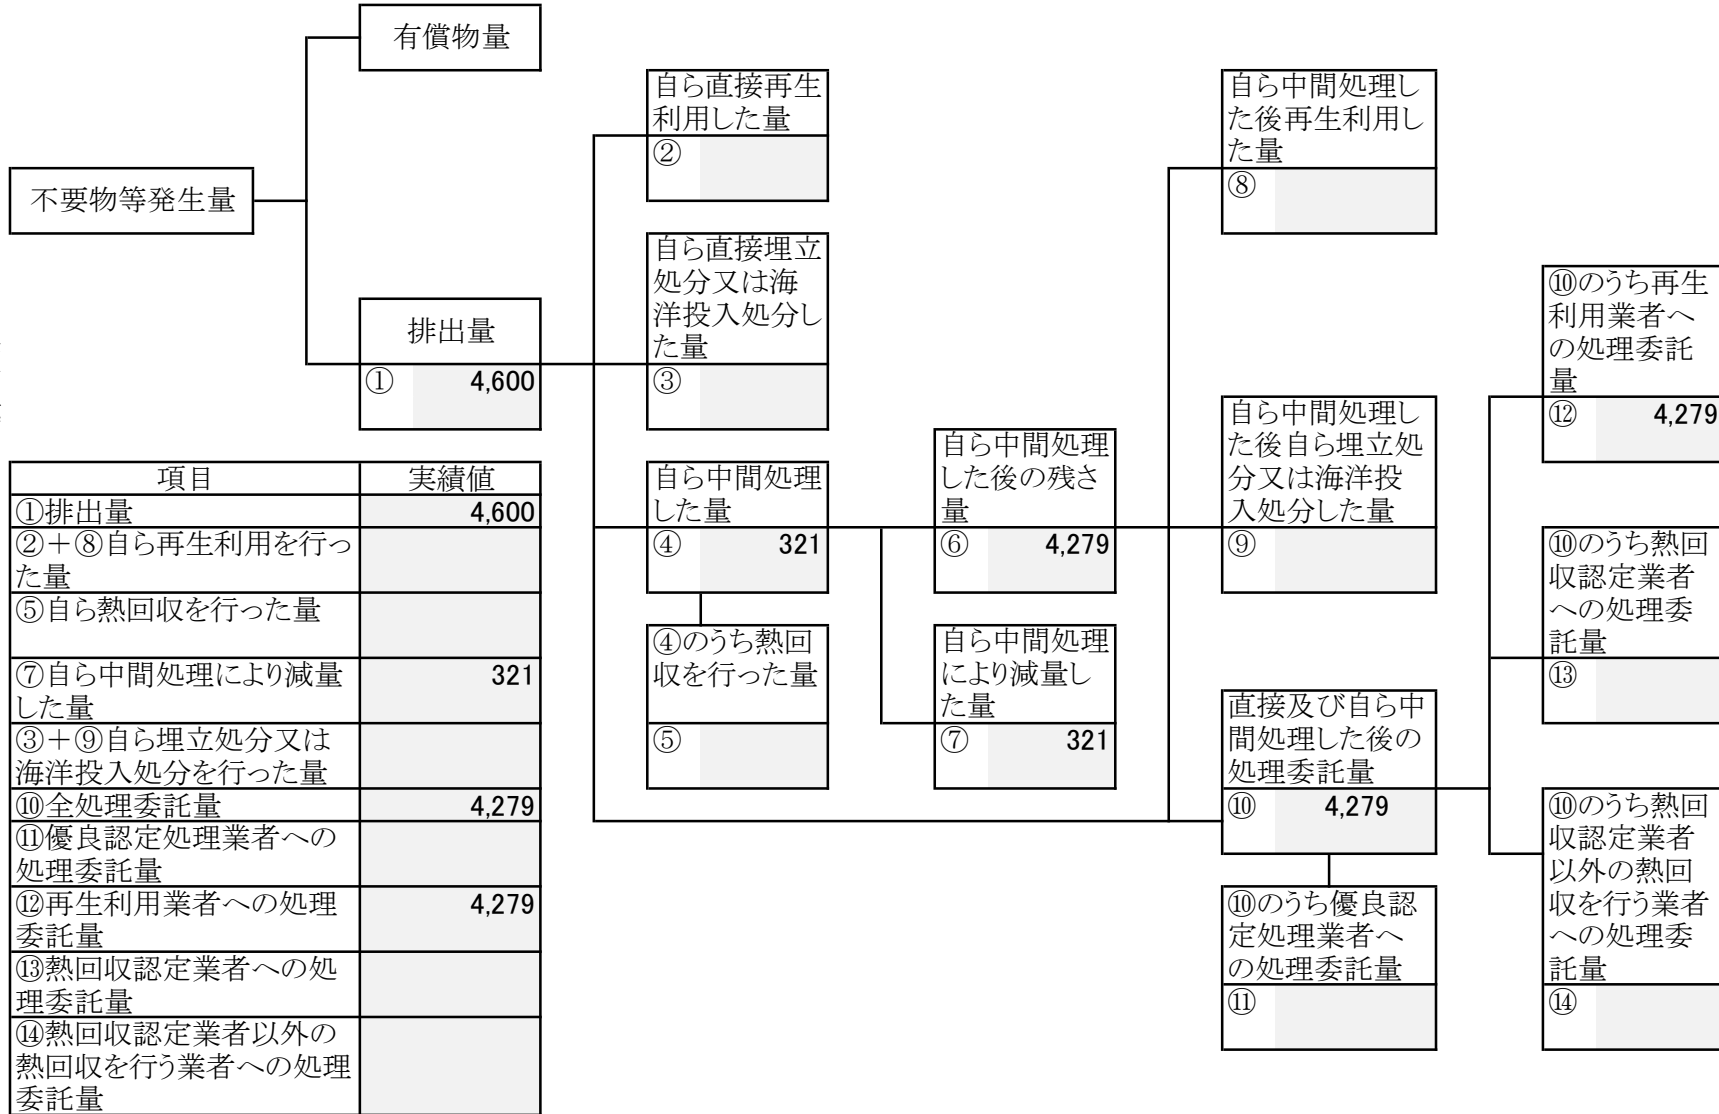 有償物量
不要物等発生量
排出量
① 4,600
自ら直接再生
利用した量
②
自ら直接埋立
処分又は海
洋投入処分し
た量
③
自ら中間処理
した量
④ 321
④のうち熱回
収を行った量
⑤
自ら中間処理
した後の残さ
量
⑥ 4,279
自ら中間処理
により減量し
た量
⑦ 321
自ら中間処理し
た後再生利用し
た量
⑧
自ら中間処理し
た後自ら埋立処
分又は海洋投
入処分した量
⑨
直接及び自ら中
間処理した後の
処理委託量
⑩ 4,279
⑩のうち優良認
定処理業者へ
の処理委託量
⑪
⑩のうち再生
利用業者へ
の処理委託
量
⑫ 4,279
⑩のうち熱回
収認定業者
への処理委
託量
⑬
⑩のうち熱回
収認定業者
以外の熱回
収を行う業者
への処理委
託量
⑭
項目 実績値
①排出量 4,600
②+⑧自ら再生利用を行っ
た量
⑤自ら熱回収を行った量
⑦自ら中間処理により減量 321
した量
③+⑨自ら埋立処分又は
海洋投入処分を行った量
⑩全処理委託量 4,279
⑪優良認定処理業者への
処理委託量
⑫再生利用業者への処理 4,279
委託量
⑬熱回収認定業者への処
理委託量
⑭熱回収認定業者以外の
熱回収を行う業者への処理
委託量